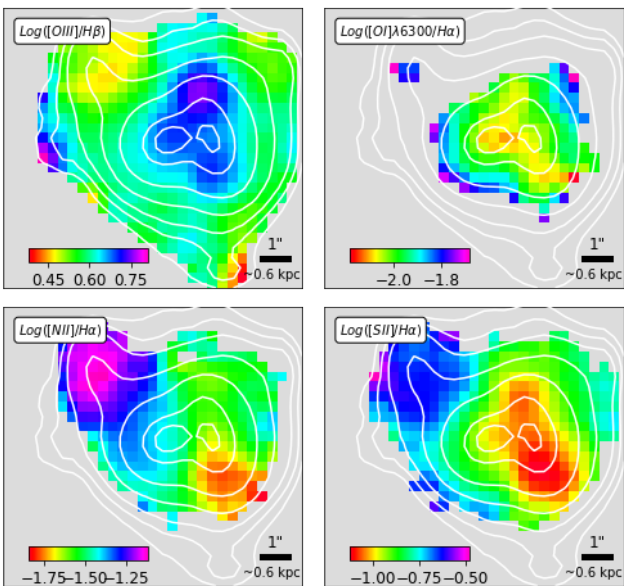 Log([OIII]/Hβ)
0.45 0.60 0.75
1"
~0.6 kpc
Log([OI]λ6300/Hα)
−2.0 −1.8
1"
~0.6 kpc
Log([NII]/Hα)
−1.75 −1.50 −1.25
1"
~0.6 kpc
Log([SII]/Hα)
−1.00 −0.75 −0.50
1"
~0.6 kpc